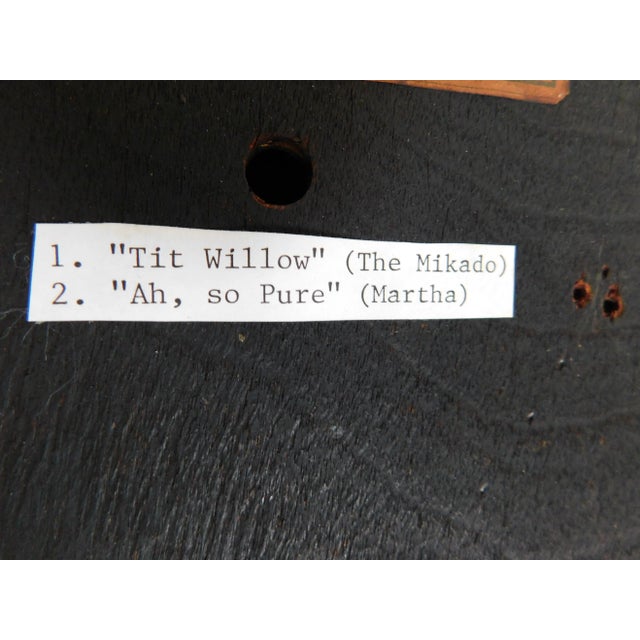 1. "Tit Willow" (The Mikado)
2. "Ah, so Pure" (Martha)